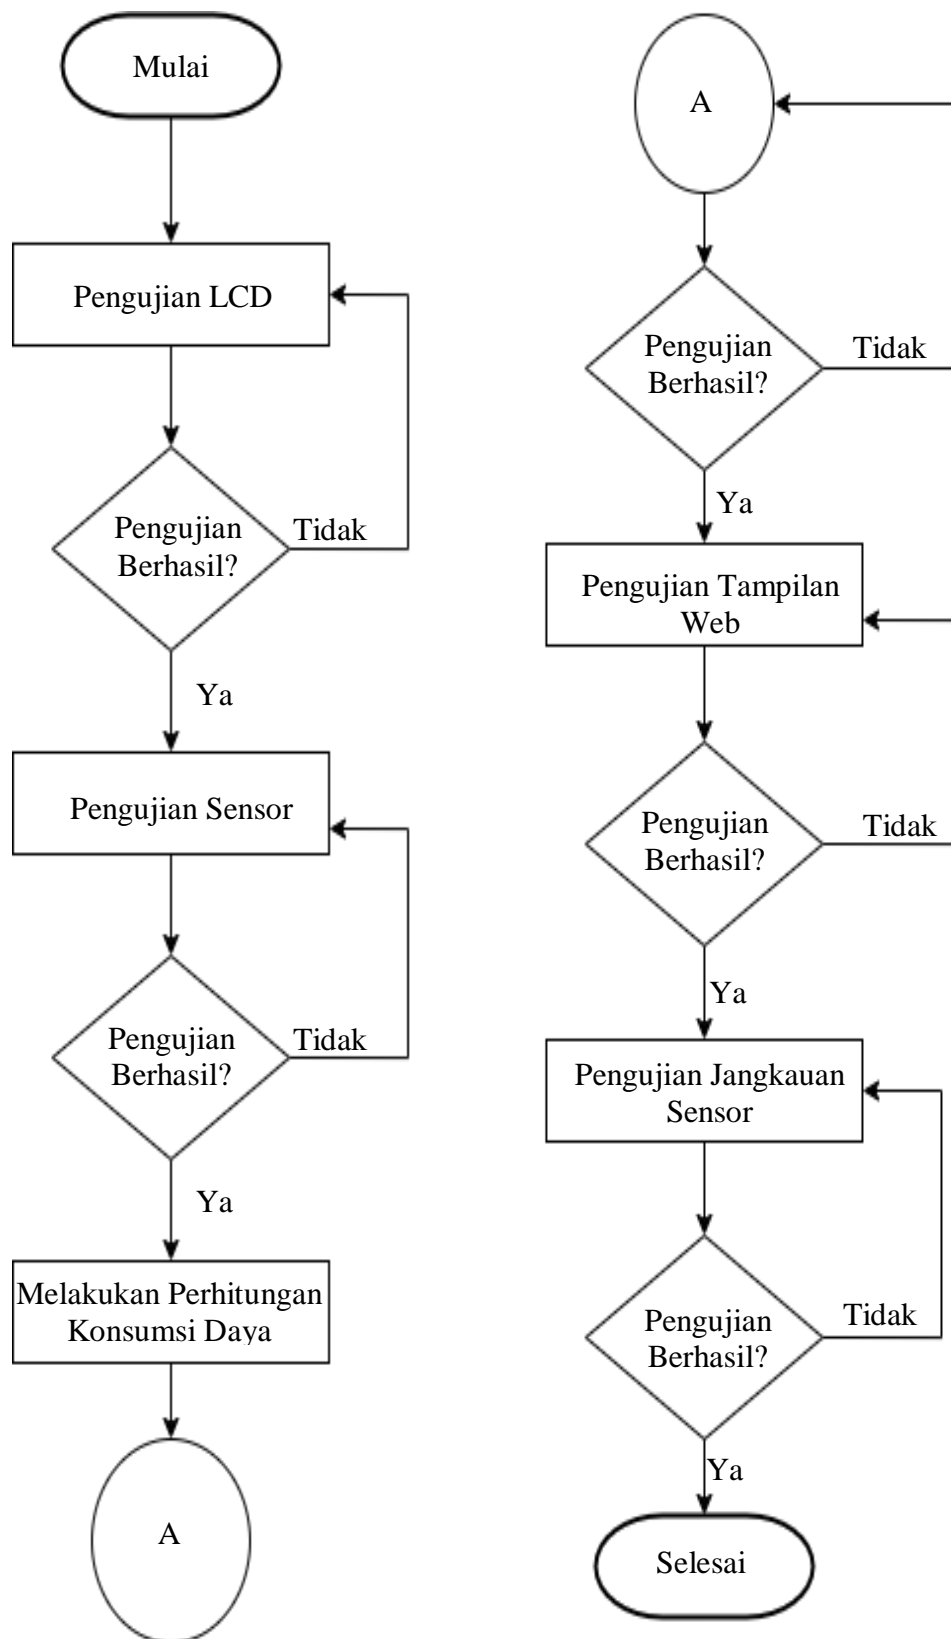 Mulai
Pengujian LCD
Pengujian
Berhasil?
Tidak
Ya
Pengujian Sensor
Pengujian
Berhasil?
Tidak
Ya
Melakukan Perhitungan
Konsumsi Daya
A
A
Pengujian
Berhasil?
Tidak
Ya
Pengujian Tampilan
Web
Pengujian
Berhasil?
Tidak
Ya
Pengujian Jangkauan
Sensor
Pengujian
Berhasil?
Tidak
Ya
Selesai